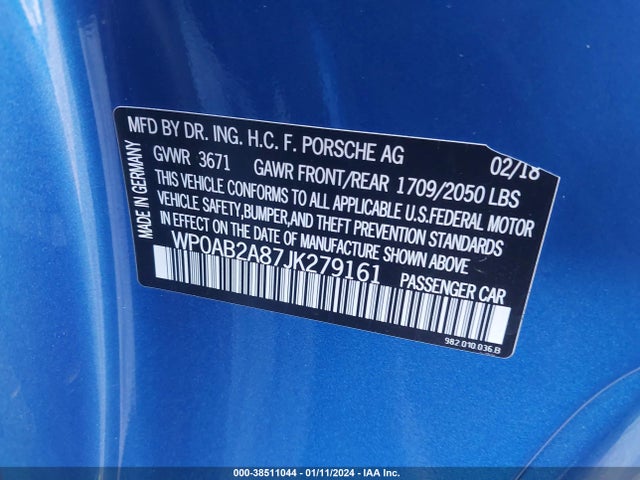 MFD BY DR. ING. H.C. F. PORSCHE AG 02/18
GVWR 3671 GAWR FRONT/REAR 1709/2050 LBS
THIS VEHICLE CONFORMS TO ALL APPLICABLE U.S.FEDERAL MOTOR
VEHICLE SAFETY,BUMPER,AND THEFT PREVENTION STANDARDS
IN EFFECT ON THE DATE OF MANUFACTURE SHOWN ABOVE
WP0AB2A87JK279161 PASSENGER CAR
MADE IN GERMANY
982.010.036.B
000-38511044 - 01/11/2024 - IAA Inc.